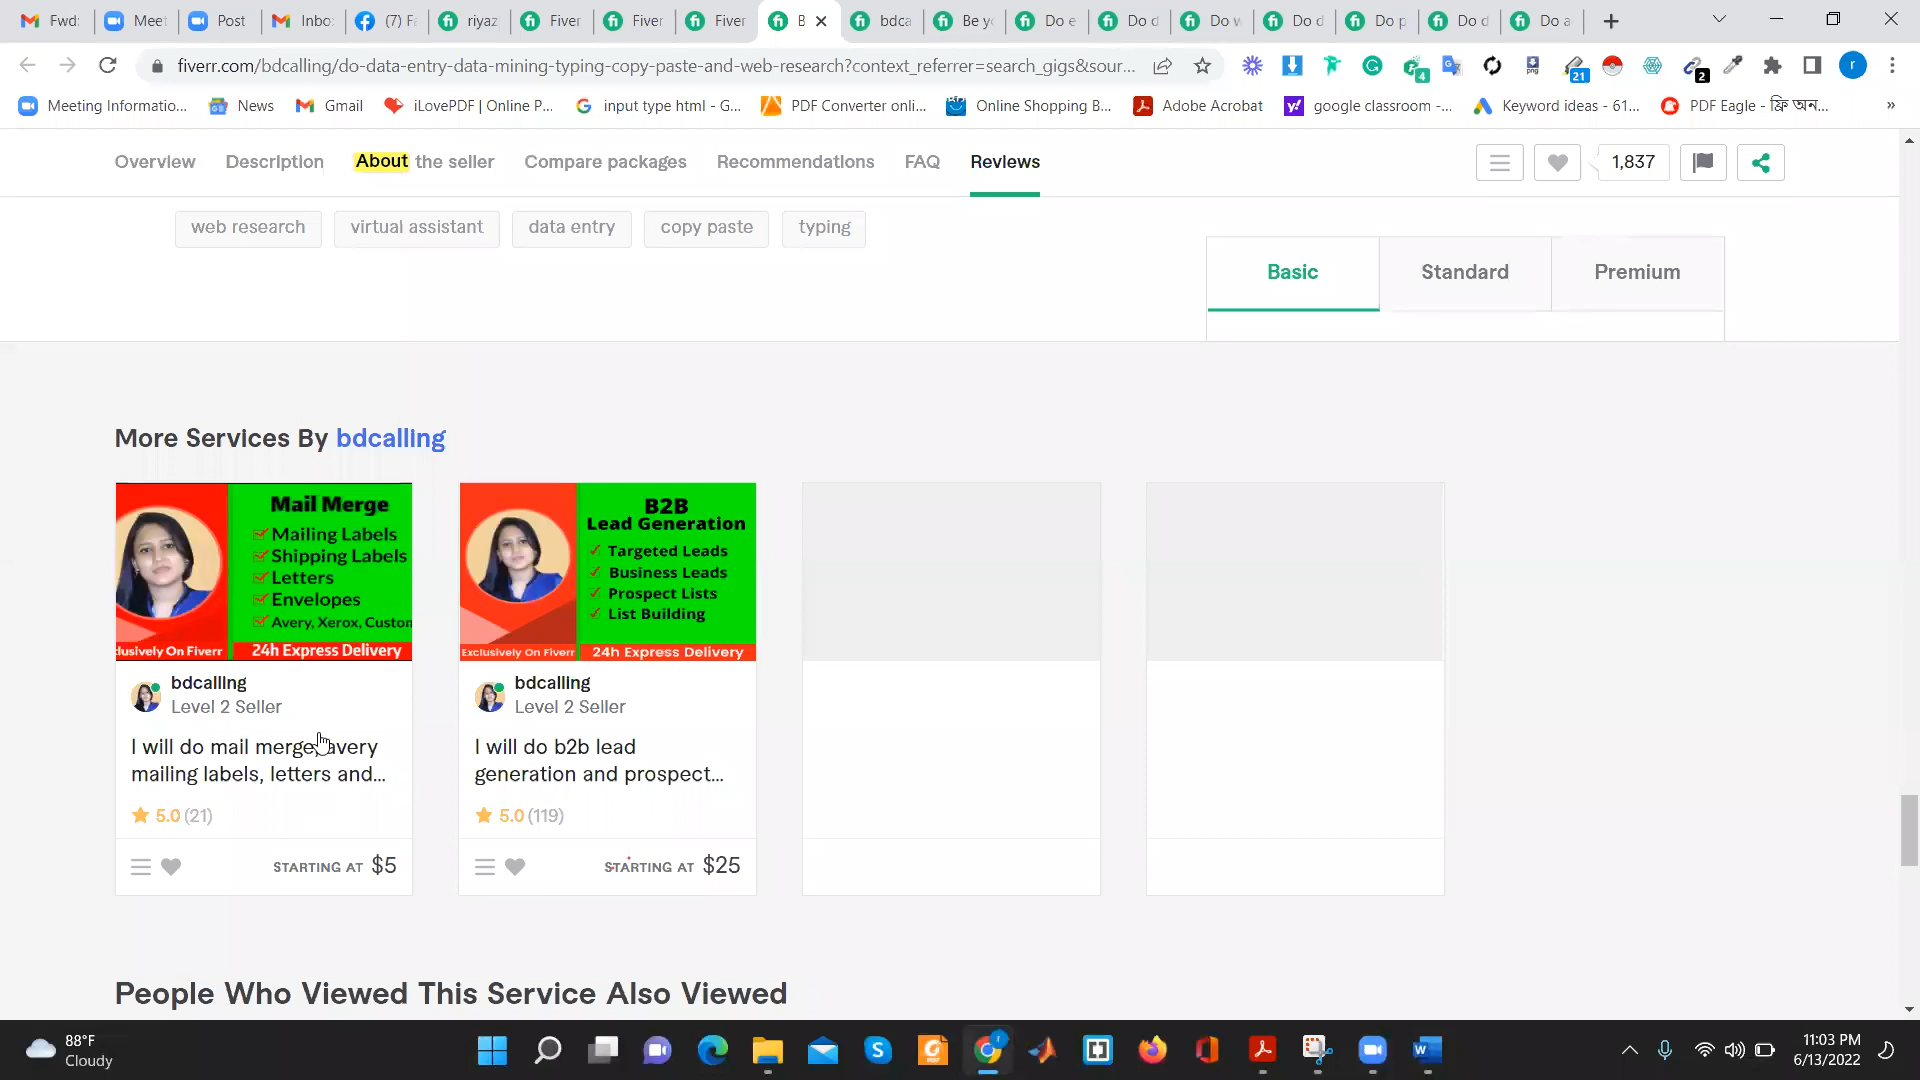 Fwd:
Meet
Post
Inbo
(7) F
riyaz
Fiver
Fiver
Fiver
B
bdca
Be y
Do e
Do d
Do w
Do d
Do p
Do d
Do a
fiverr.com/bdcalling/do-data-entry-data-mining-typing-copy-paste-and-web-research?context_referrer=search_gigs&sour...
4
21
2
r
Meeting Informatio...
News
Gmail
iLovePDF | Online P...
input type html - G...
PDF Converter onli...
Online Shopping B...
Adobe Acrobat
google classroom -...
Keyword ideas - 61...
PDF Eagle - ফ্রি অন...
»
Overview
Description
About the seller
Compare packages
Recommendations
FAQ
Reviews
1,837
web research
virtual assistant
data entry
copy paste
typing
Basic
Standard
Premium
More Services By bdcalling
Mail Merge
Mailing Labels
Shipping Labels
Letters
Envelopes
Avery, Xerox, Custom
clusively On Fiverr
24h Express Delivery
bdcalling
Level 2 Seller
I will do mail merge, avery
mailing labels, letters and...
5.0 (21)
STARTING AT $5
B2B
Lead Generation
Targeted Leads
Business Leads
Prospect Lists
List Building
Exclusively On Fiverr
24h Express Delivery
bdcalling
Level 2 Seller
I will do b2b lead
generation and prospect...
5.0 (119)
STARTING AT $25
People Who Viewed This Service Also Viewed
88°F
Cloudy
11:03 PM
6/13/2022